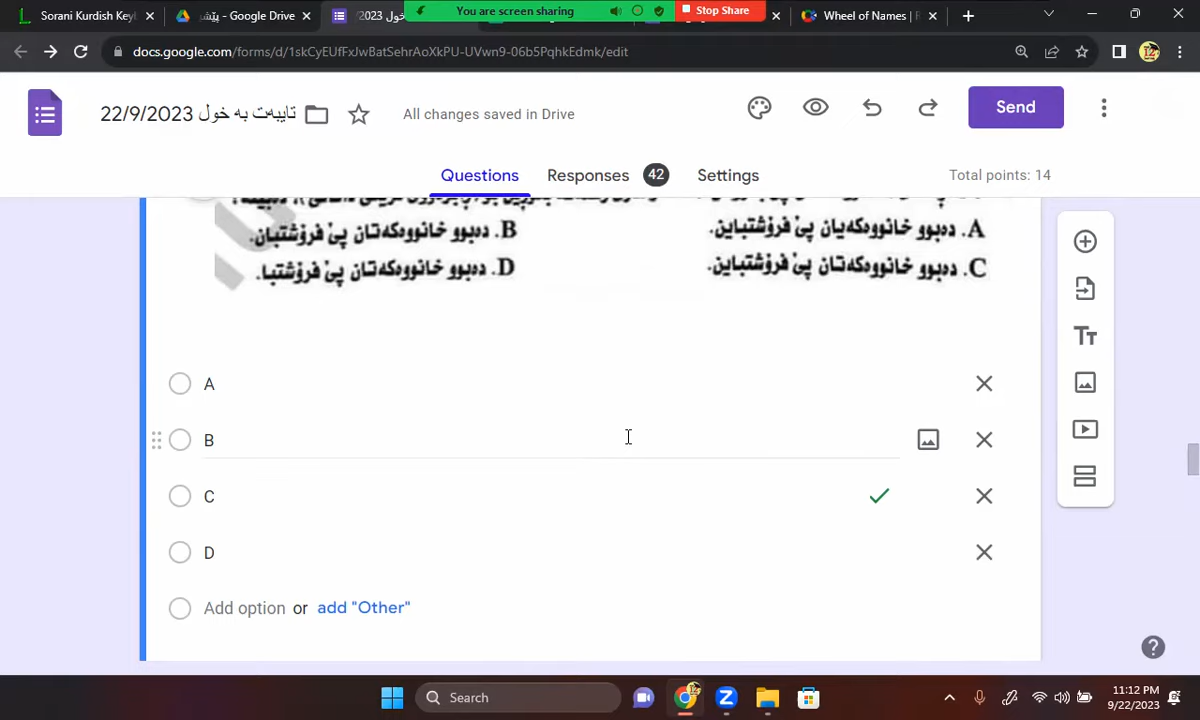 Sorani Kurdish Key
- Google Drive پێشر
خول 2023/
You are screen sharing
Stop Share
Wheel of Names | R
docs.google.com/forms/d/1skCyEUfFxJwBatSehrAoXkPU-UVwn9-06b5PqhkEdmk/edit
تایبەت بە خول 22/9/2023
All changes saved in Drive
Send
Questions
Responses 42
Settings
Total points: 14
A. دەبوو خانووەکەیان پێ فرۆشتباین.
B. دەبوو خانووەکەتان پێ فرۆشتبان.
C. دەبوو خانووەکەتان پێ فرۆشتباین.
D. دەبوو خانووەکەتان پێ فرۆشتبا.
A
B
C
D
Add option or add "Other"
Search
11:12 PM
9/22/2023